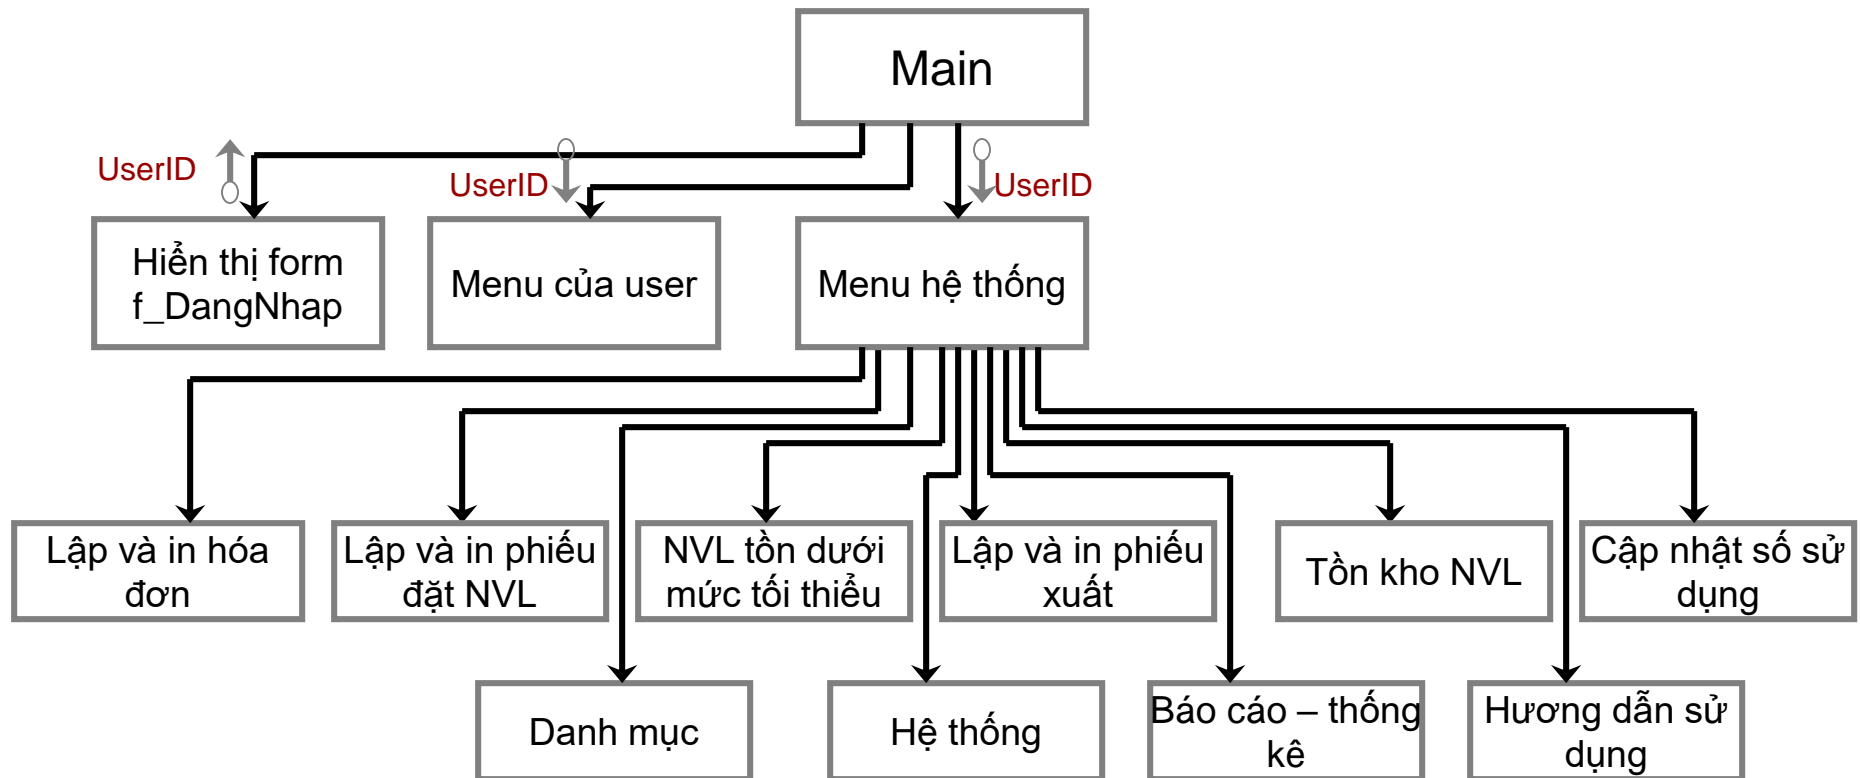 Main
UserID
UserID
UserID
Hiển thị form
f_DangNhap
Menu của user
Menu hệ thống
Lập và in hóa
đơn
Lập và in phiếu
đặt NVL
NVL tồn dưới
mức tối thiểu
Lập và in phiếu
xuất
Tồn kho NVL
Cập nhật số sử
dụng
Danh mục
Hệ thống
Báo cáo – thống
kê
Hương dẫn sử
dụng